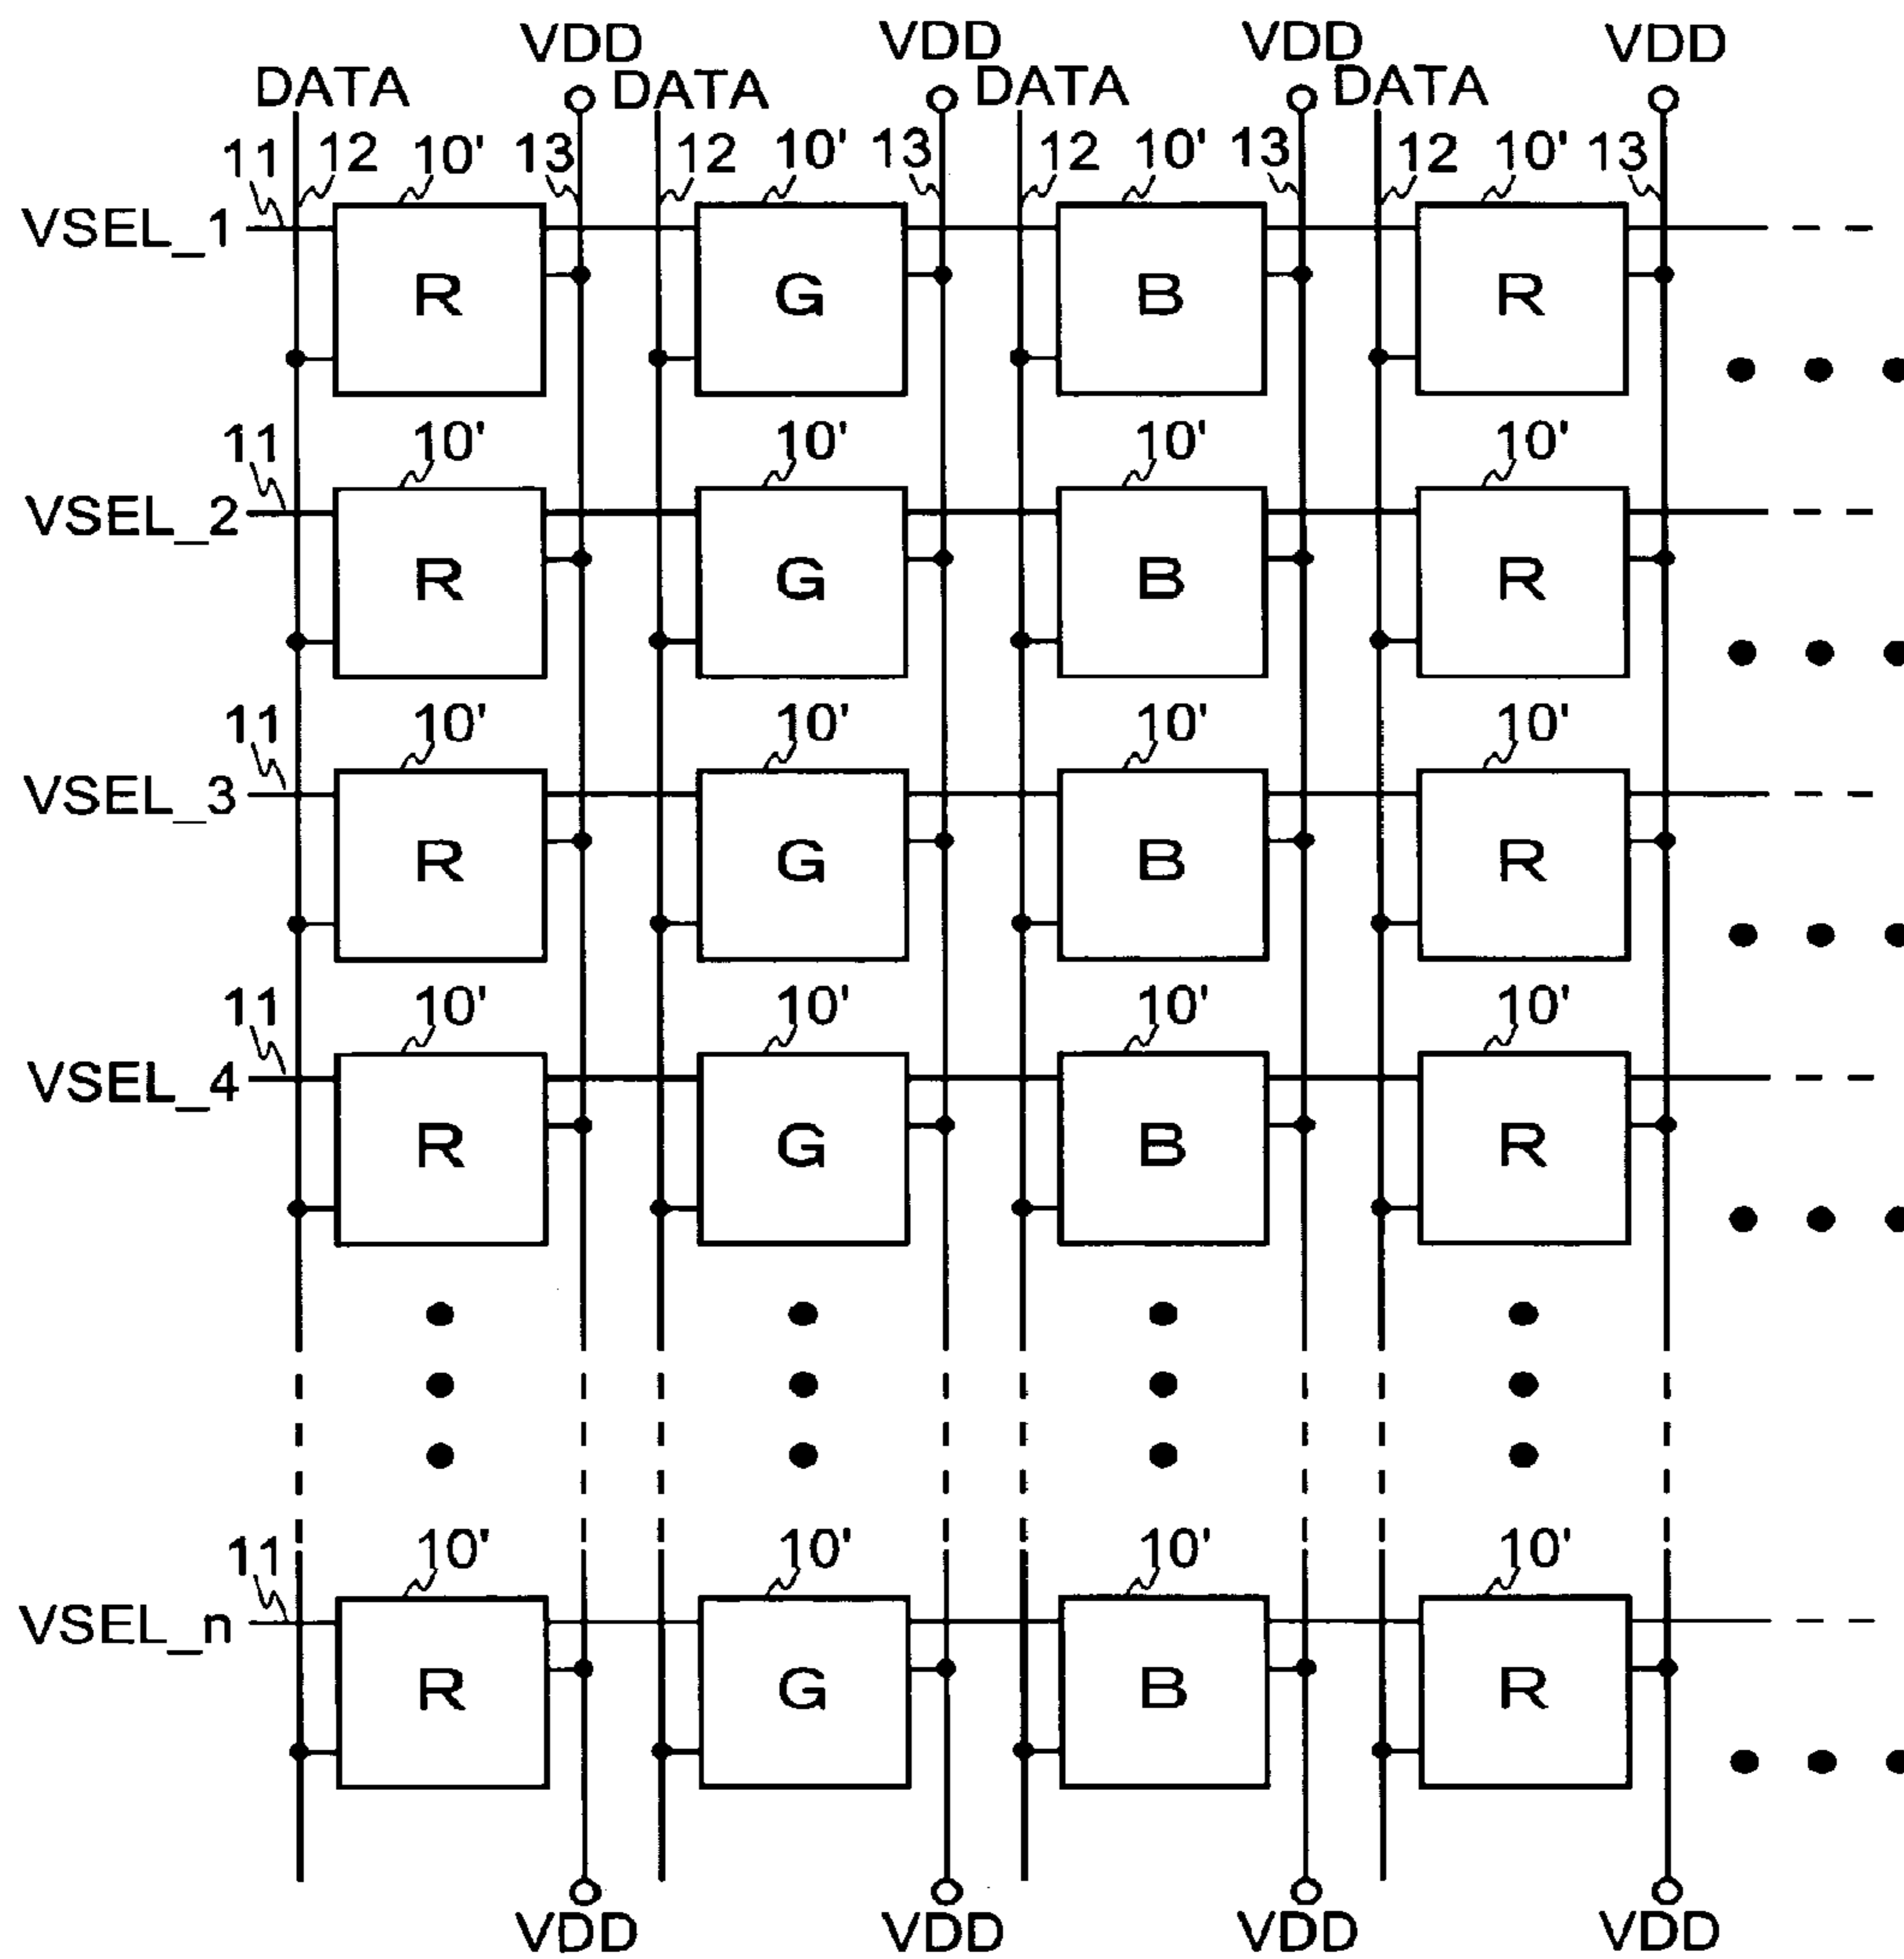 VDD VDD VDD VDD
DATA DATA DATA DATA
11 12 10' 13 12 10' 13 12 10' 13 12 10' 13
VSEL_1
R G B R
11 10' 10' 10' 10'
VSEL_2
R G B R
11 10' 10' 10' 10'
VSEL_3
R G B R
11 10' 10' 10' 10'
VSEL_4
R G B R
11 10' 10' 10' 10'
VSEL_n
R G B R
VDD VDD VDD VDD